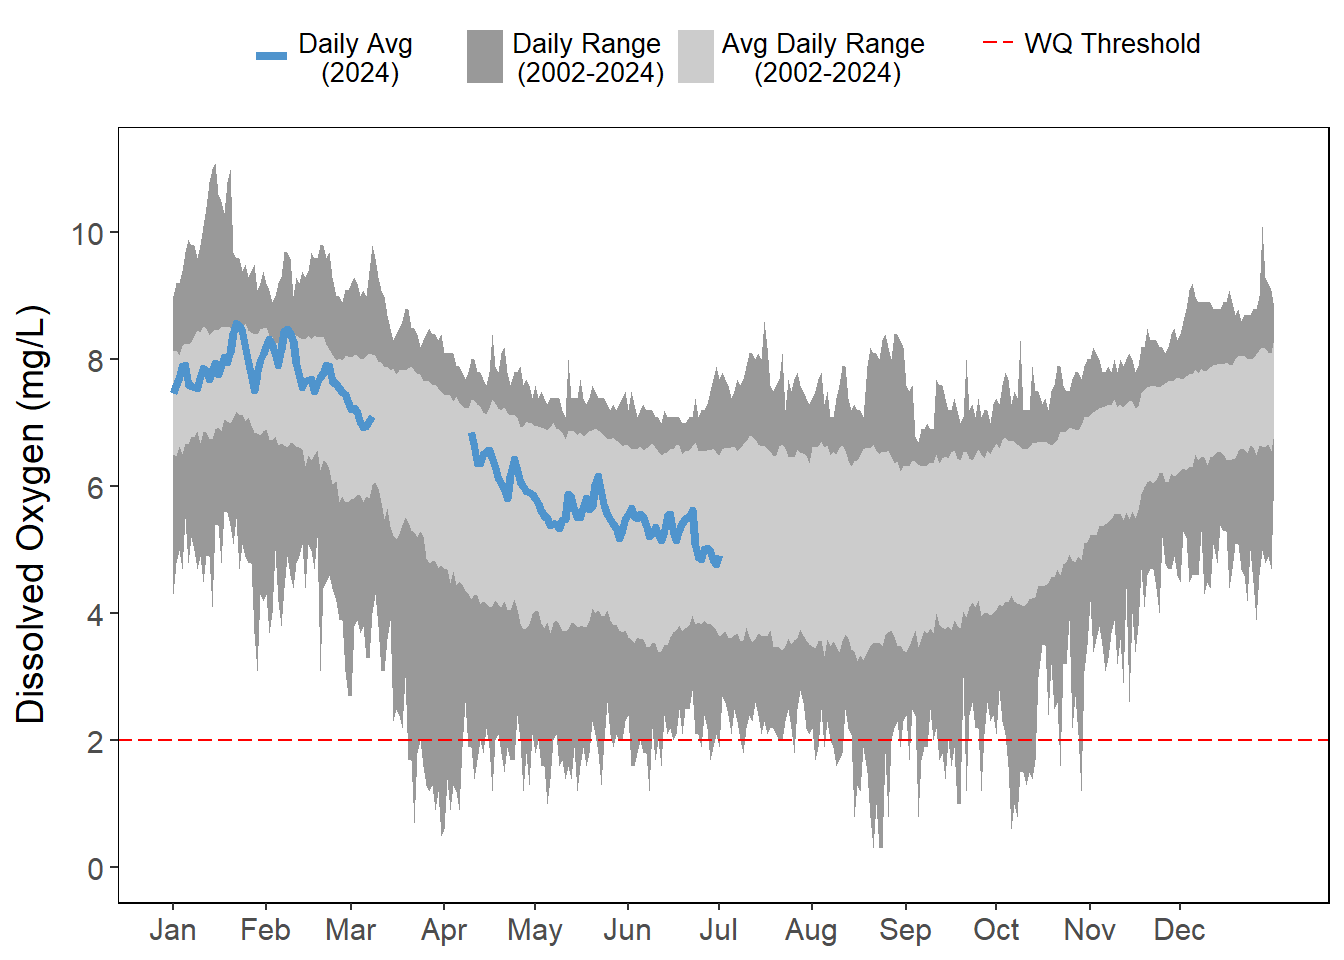 Daily Avg
(2024)
Daily Range
(2002-2024)
Avg Daily Range
(2002-2024)
WQ Threshold
Dissolved Oxygen (mg/L)
10
8
6
4
2
0
Jan Feb Mar Apr May Jun Jul Aug Sep Oct Nov Dec